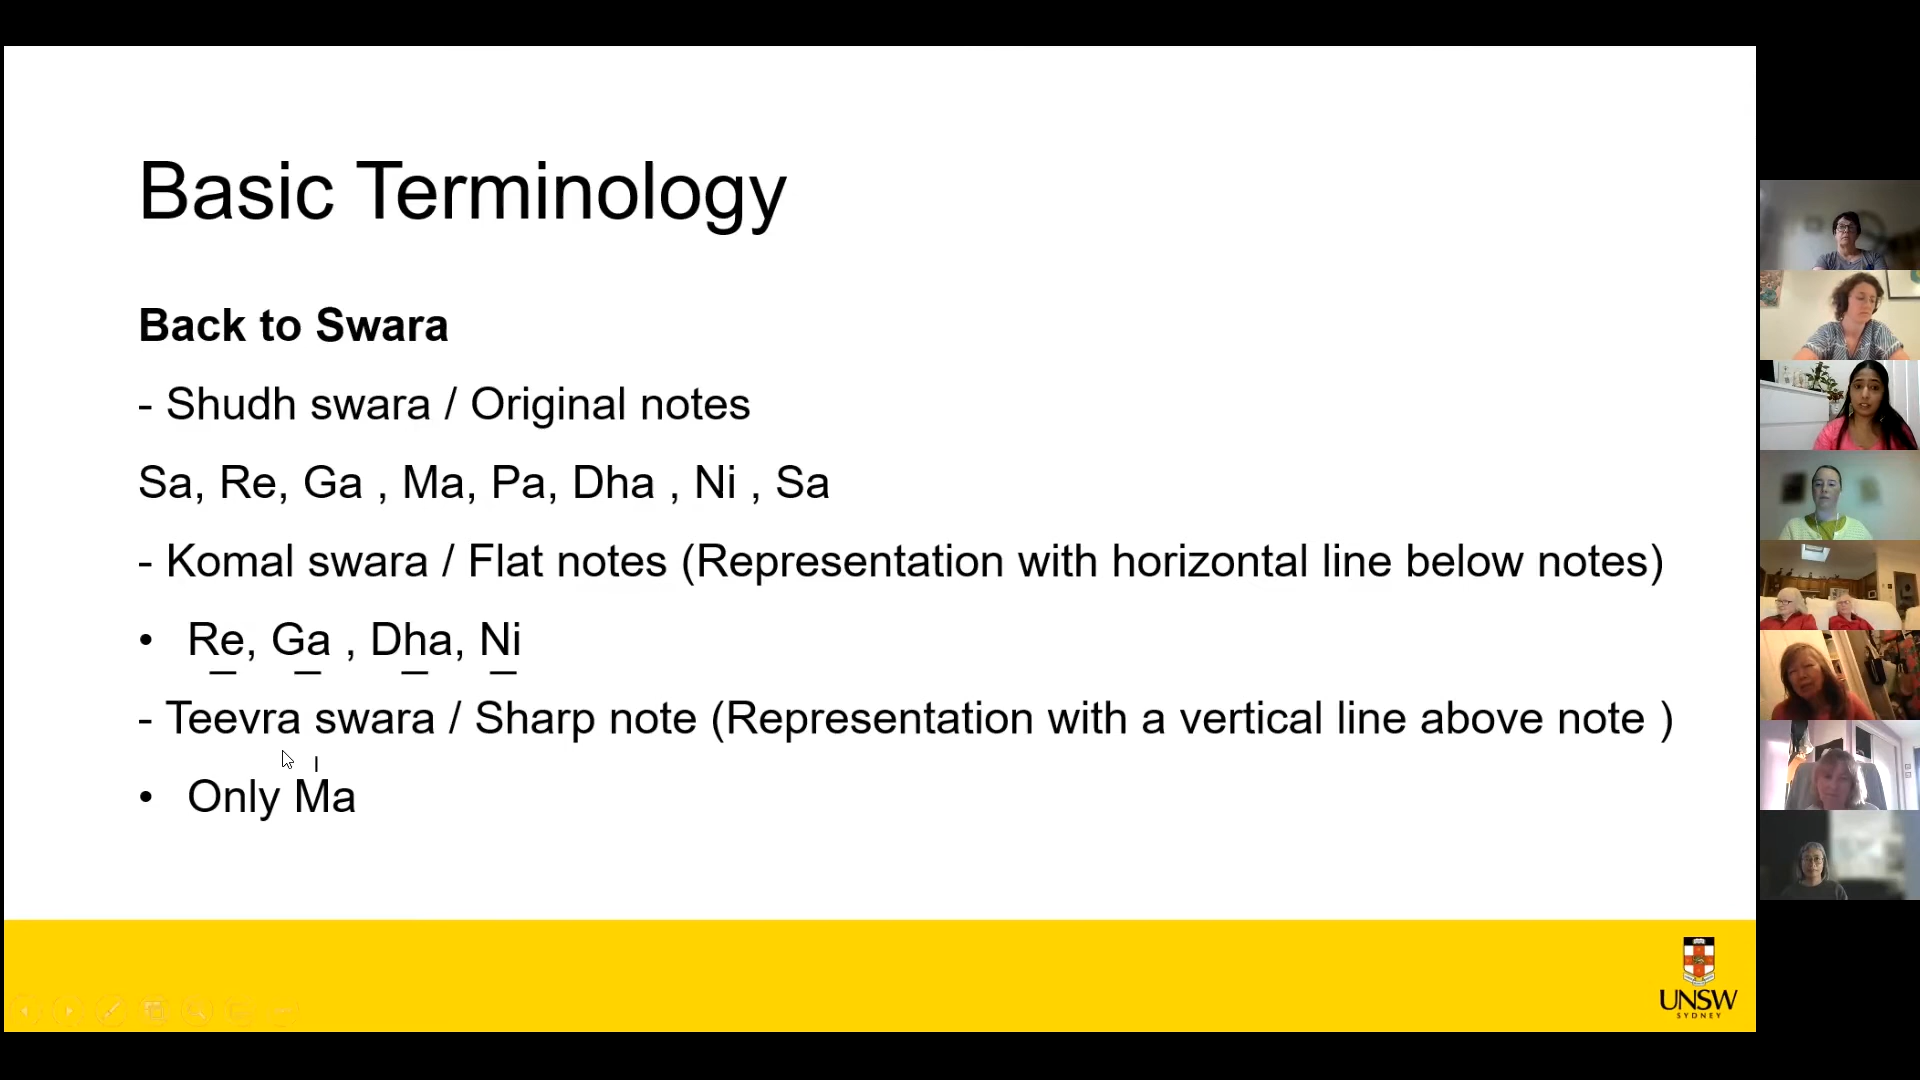 Basic Terminology
Back to Swara
- Shudh swara / Original notes
Sa, Re, Ga , Ma, Pa, Dha , Ni , Sa
- Komal swara / Flat notes (Representation with horizontal line below notes)
• Re, Ga , Dha, Ni
- Teevra swara / Sharp note (Representation with a vertical line above note )
• Only Ma
UNSW
SYDNEY